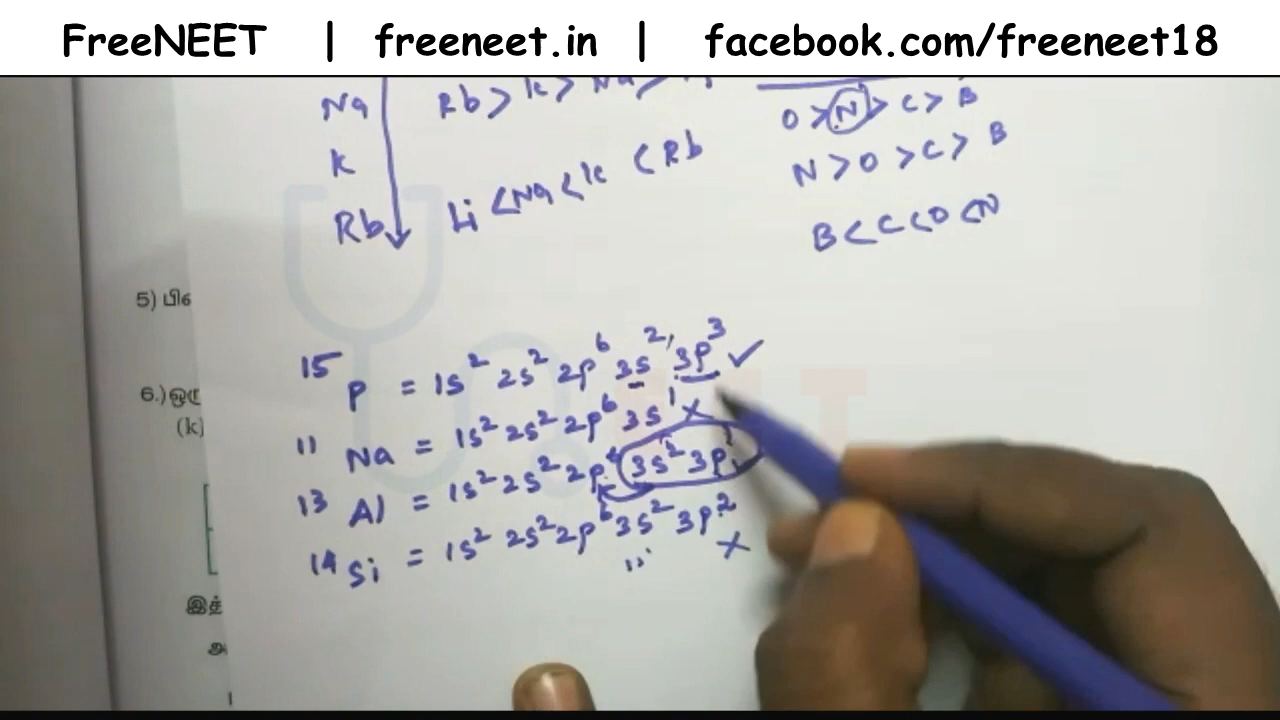 FreeNEET | freeneet.in | facebook.com/freeneet18
Na
K
Rb
Rb > K > Na >
Li < Na < K < Rb
O > N > C > B
N > O > C > B
B < C < O < N
5)
6.)
(k)
15 P = 1s² 2s² 2p⁶ 3s², 3p³ ✓
11 Na = 1s² 2s² 2p⁶ 3s¹ ×
13 Al = 1s² 2s² 2p⁶ 3s² 3p¹
14 Si = 1s² 2s² 2p⁶ 3s² 3p² ×